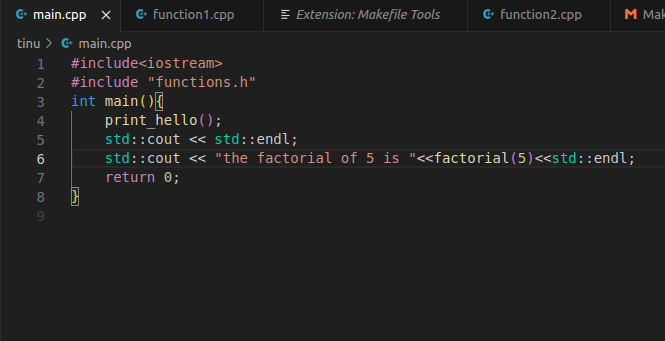 main.cpp × function1.cpp Extension: Makefile Tools function2.cpp Mak
tinu > main.cpp
1 #include<iostream>
2 #include "functions.h"
3 int main(){
4     print_hello();
5     std::cout << std::endl;
6     std::cout << "the factorial of 5 is "<<factorial(5)<<std::endl;
7     return 0;
8 }
9